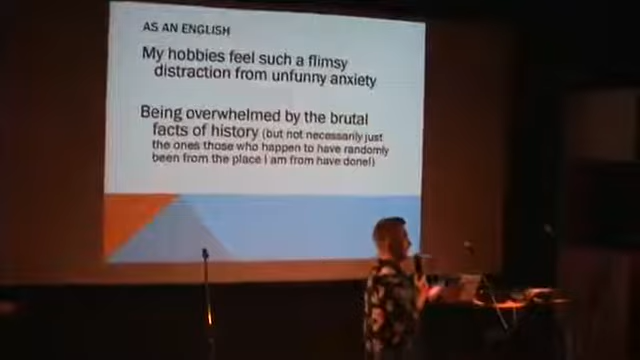 AS AN ENGLISH
My hobbies feel such a flimsy
distraction from unfunny anxiety
Being overwhelmed by the brutal
facts of history (but not necessarily just
the ones those who happen to have randomly
been from the place I am from have done!)